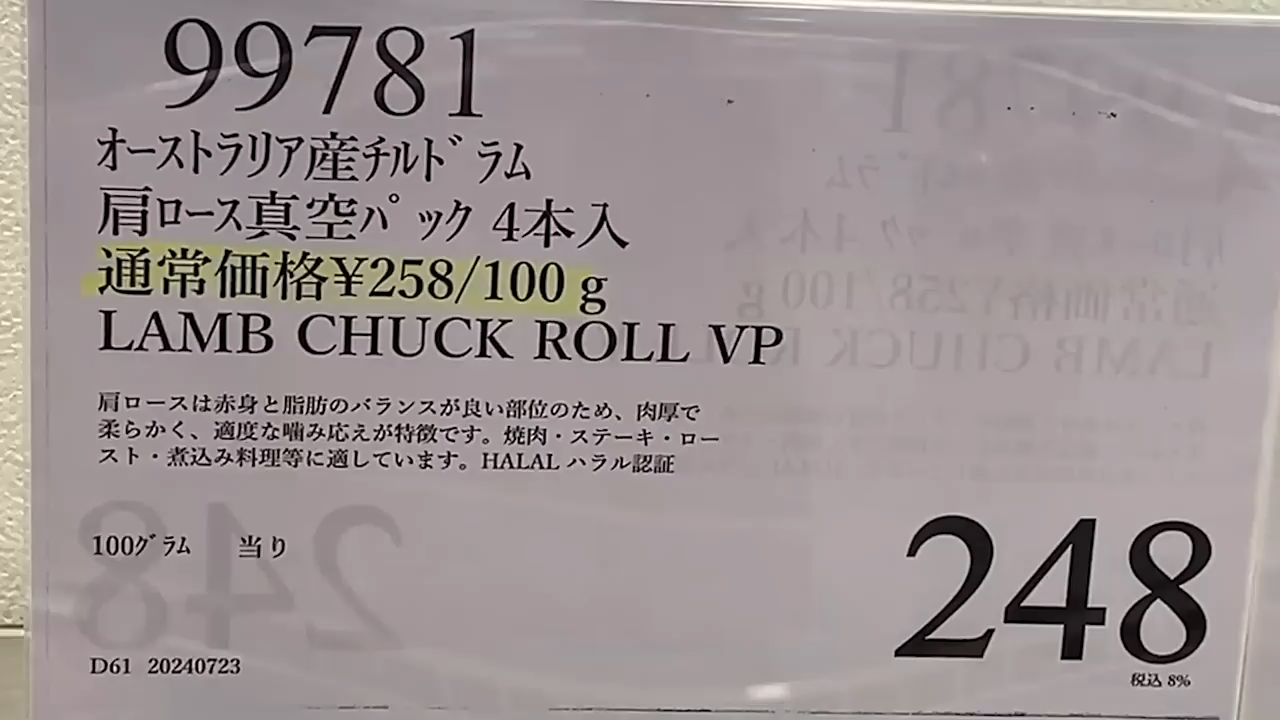 99781
ｵｰｽﾄﾗﾘｱ産ﾁﾙﾄﾞﾗﾑ
肩ﾛｰｽ真空ﾊﾟｯｸ 4本入
通常価格¥258/100ｇ
LAMB CHUCK ROLL VP
肩ロースは赤身と脂肪のバランスが良い部位のため、肉厚で
柔らかく、適度な噛み応えが特徴です。焼肉・ステーキ・ロー
スト・煮込み料理等に適しています。HALAL ハラル認証
100ｸﾞﾗﾑ 当り
248
D61 20240723
税込 8%